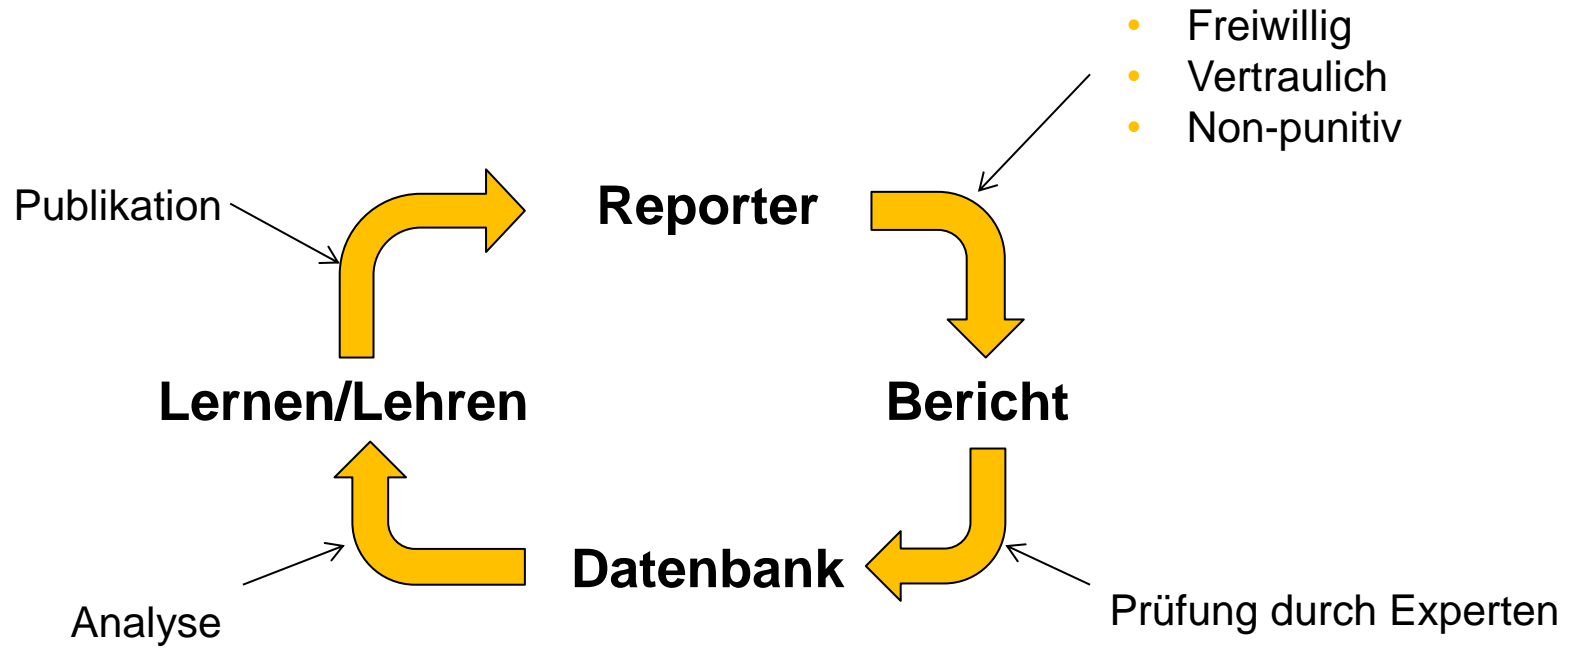 Freiwillig
Vertraulich
Non-punitiv
Publikation
Reporter
Lernen/Lehren
Bericht
Datenbank
Analyse
Prüfung durch Experten